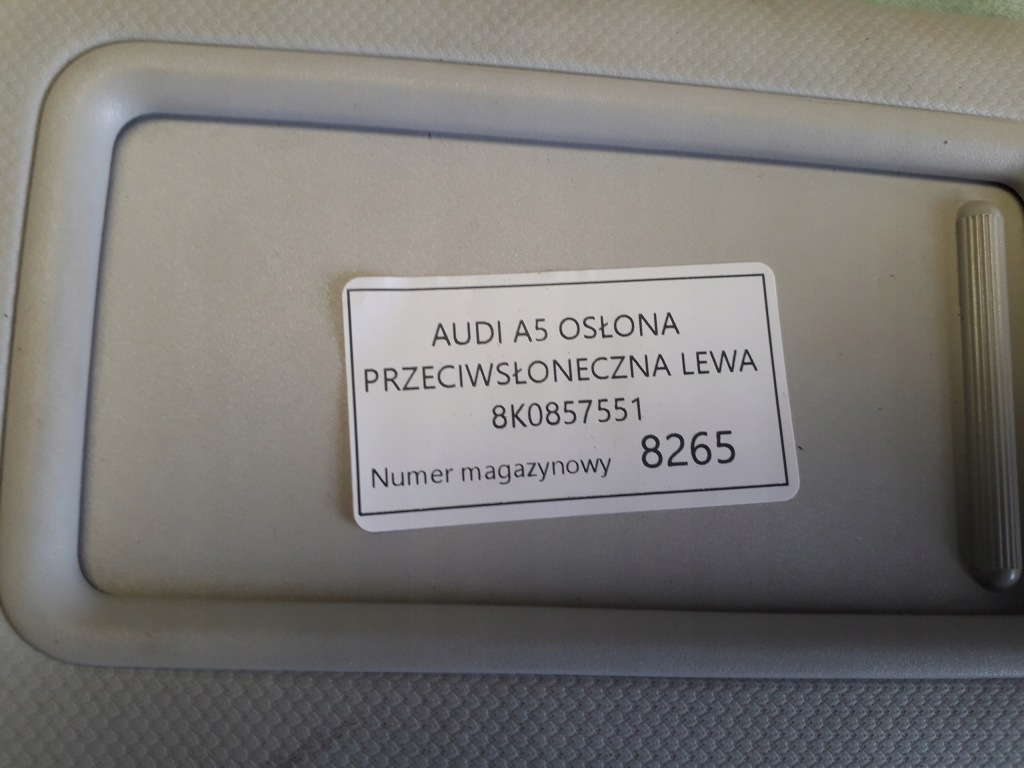 AUDI A5 OSŁONA
PRZECIWSŁONECZNA LEWA
8K0857551
Numer magazynowy 8265